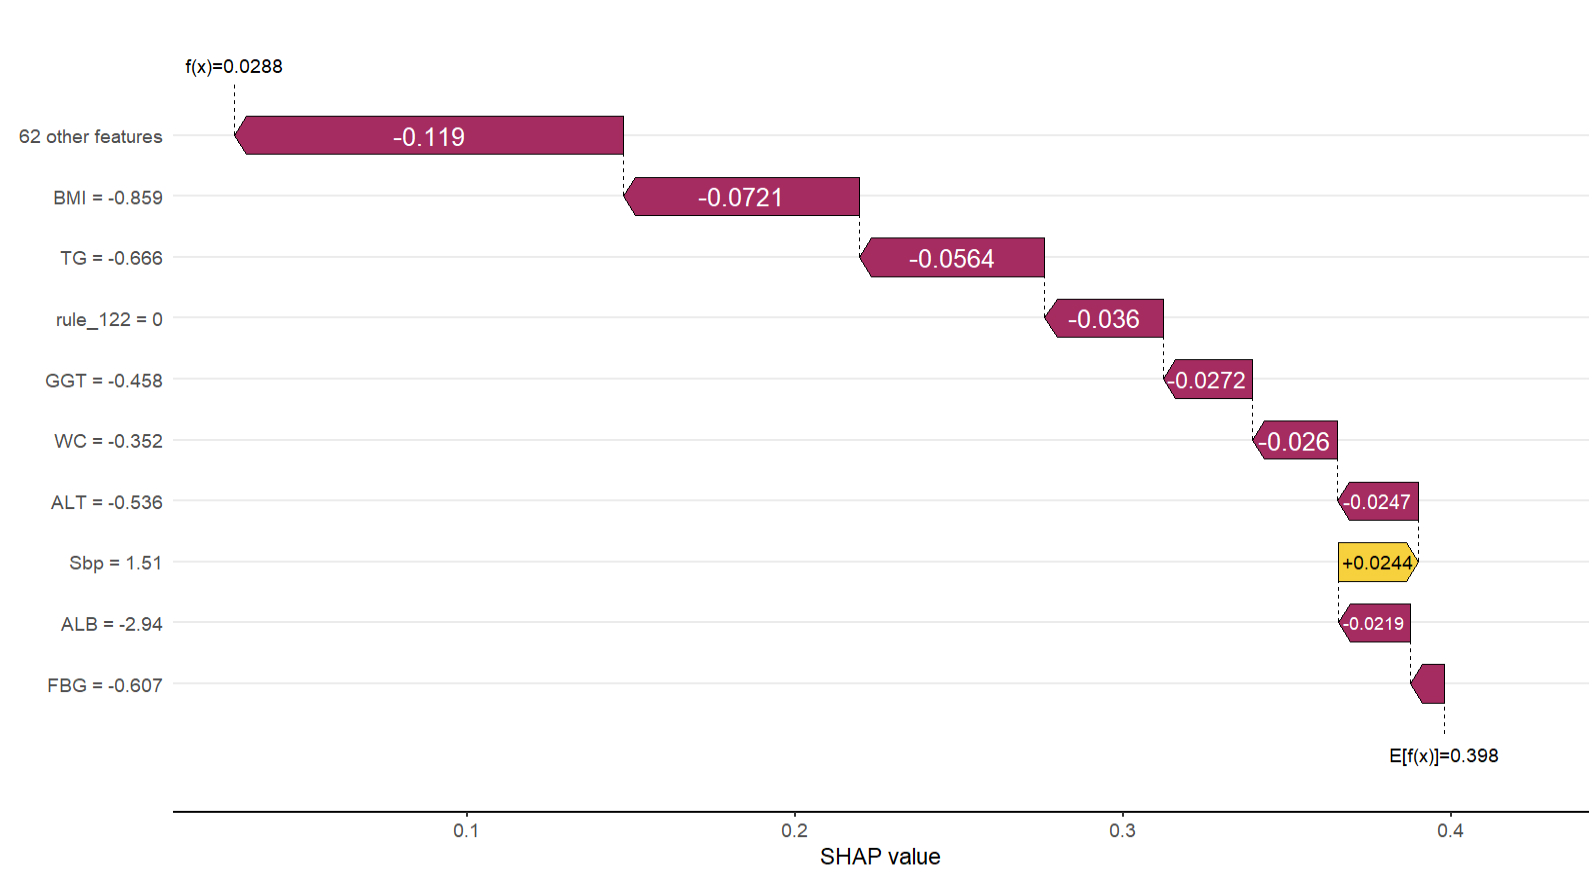 f(x)=0.0288
62 other features -0.119
BMI = -0.859 -0.0721
TG = -0.666 -0.0564
rule_122 = 0 -0.036
GGT = -0.458 -0.0272
WC = -0.352 -0.026
ALT = -0.536 -0.0247
Sbp = 1.51 +0.0244
ALB = -2.94 -0.0219
FBG = -0.607
E[f(x)]=0.398
0.1 0.2 0.3 0.4
SHAP value